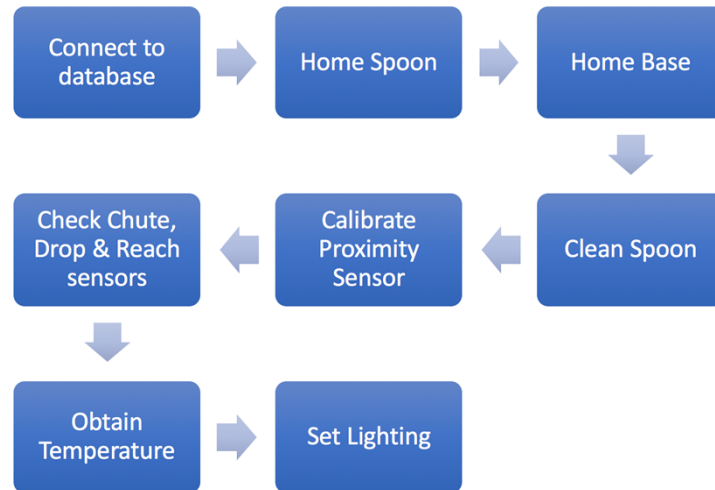 Connect to
database
Home Spoon
Home Base
Clean Spoon
Calibrate
Proximity
Sensor
Check Chute,
Drop & Reach
sensors
Obtain
Temperature
Set Lighting